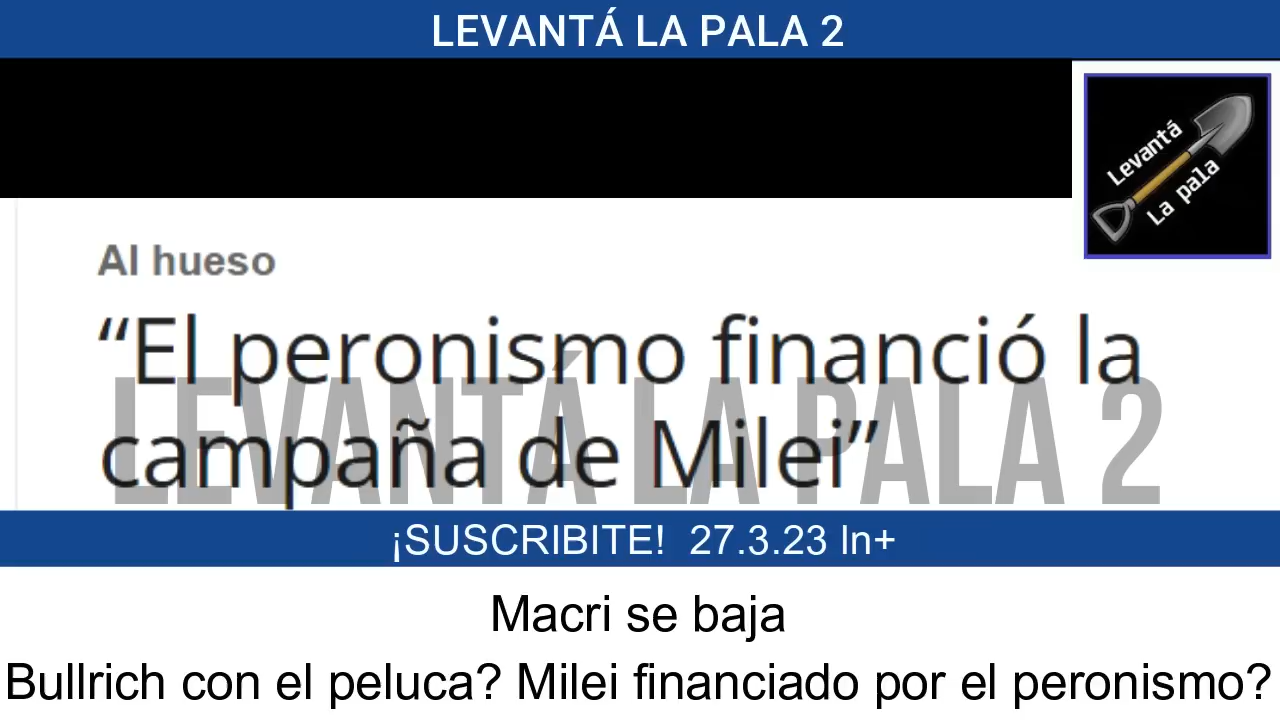 LEVANTÁ LA PALA 2
Levantá
La pala
Al hueso
“El peronismo financió la
campaña de Milei”
LEVANTÁ LA PALA 2
¡SUSCRIBITE! 27.3.23 ln+
Macri se baja
Bullrich con el peluca? Milei financiado por el peronismo?